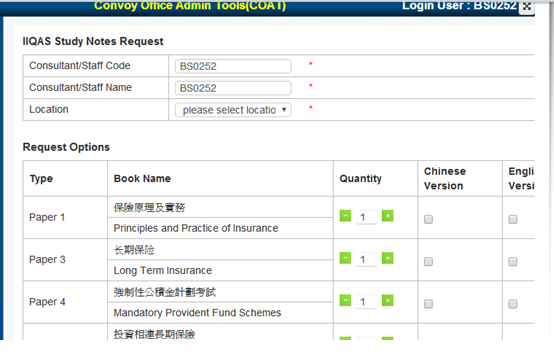 Convoy Office Admin Tools(COAT) Login User : BS0252
IIQAS Study Notes Request
Consultant/Staff Code BS0252 *
Consultant/Staff Name BS0252 *
Location please select locatio *
Request Options
Type Book Name Quantity Chinese Version Engli Versi
Paper 1 保險原理及實務 - 1 +
Principles and Practice of Insurance
Paper 3 长期保险 - 1 +
Long Term Insurance
Paper 4 強制性公積金計劃考試 - 1 +
Mandatory Provident Fund Schemes
投資相連長期保險